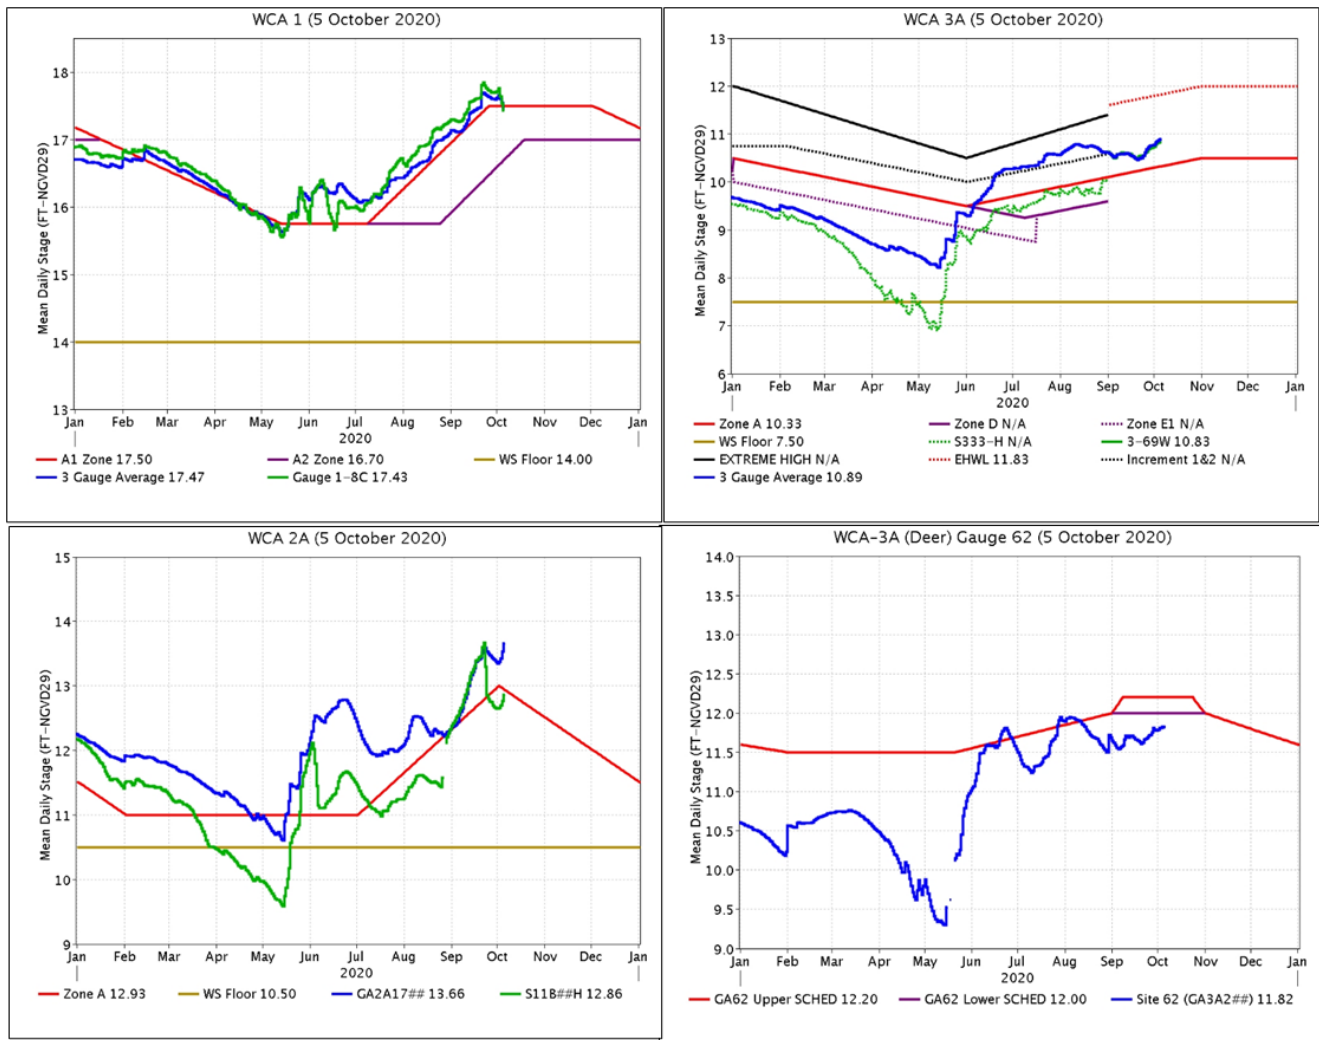 WCA 1 (5 October 2020)
Mean Daily Stage (FT-NGVD29)
18
17
16
15
14
13
Jan Feb Mar Apr May Jun Jul Aug Sep Oct Nov Dec Jan
2020
A1 Zone 17.50 A2 Zone 16.70 WS Floor 14.00
3 Gauge Average 17.47 Gauge 1-8C 17.43
WCA 3A (5 October 2020)
Mean Daily Stage (FT-NGVD29)
13
12
11
10
9
8
7
6
Jan Feb Mar Apr May Jun Jul Aug Sep Oct Nov Dec Jan
2020
Zone A 10.33 Zone D N/A Zone E1 N/A
WS Floor 7.50 S333-H N/A 3-69W 10.83
EXTREME HIGH N/A EHWL 11.83 Increment 1&2 N/A
3 Gauge Average 10.89
WCA 2A (5 October 2020)
Mean Daily Stage (FT-NGVD29)
15
14
13
12
11
10
9
Jan Feb Mar Apr May Jun Jul Aug Sep Oct Nov Dec Jan
2020
Zone A 12.93 WS Floor 10.50 GA2A17## 13.66 S11B##H 12.86
WCA-3A (Deer) Gauge 62 (5 October 2020)
Mean Daily Stage (FT-NGVD29)
14.0
13.5
13.0
12.5
12.0
11.5
11.0
10.5
10.0
9.5
9.0
Jan Feb Mar Apr May Jun Jul Aug Sep Oct Nov Dec Jan
2020
GA62 Upper SCHED 12.20 GA62 Lower SCHED 12.00 Site 62 (GA3A2##) 11.82